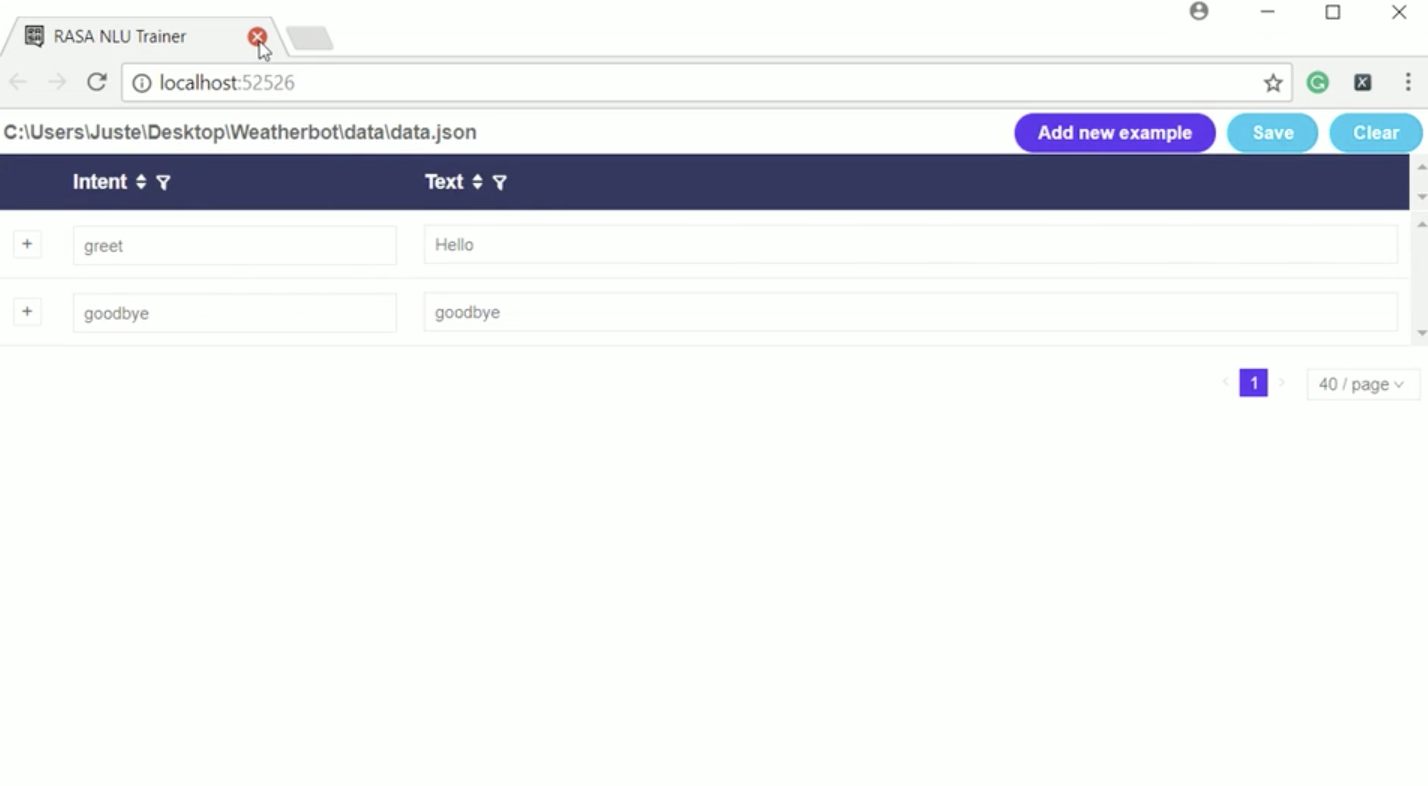 RASA NLU Trainer
localhost:52526
C:\Users\Juste\Desktop\Weatherbot\data\data.json
Add new example
Save
Clear
Intent
Text
greet
Hello
goodbye
goodbye
1
40 / page